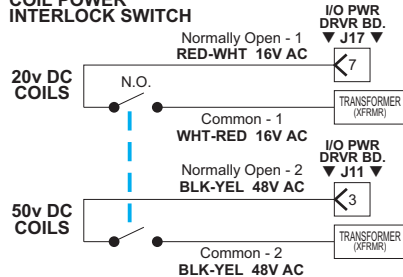 COIL POWER
INTERLOCK SWITCH
I/O PWR
DRVR BD.
▼ J17 ▼
Normally Open - 1
RED-WHT 16V AC
7
20v DC
COILS
N.O.
TRANSFORMER
(XFRMR)
Common - 1
WHT-RED 16V AC
I/O PWR
DRVR BD.
▼ J11 ▼
Normally Open - 2
BLK-YEL 48V AC
3
50v DC
COILS
TRANSFORMER
(XFRMR)
Common - 2
BLK-YEL 48V AC